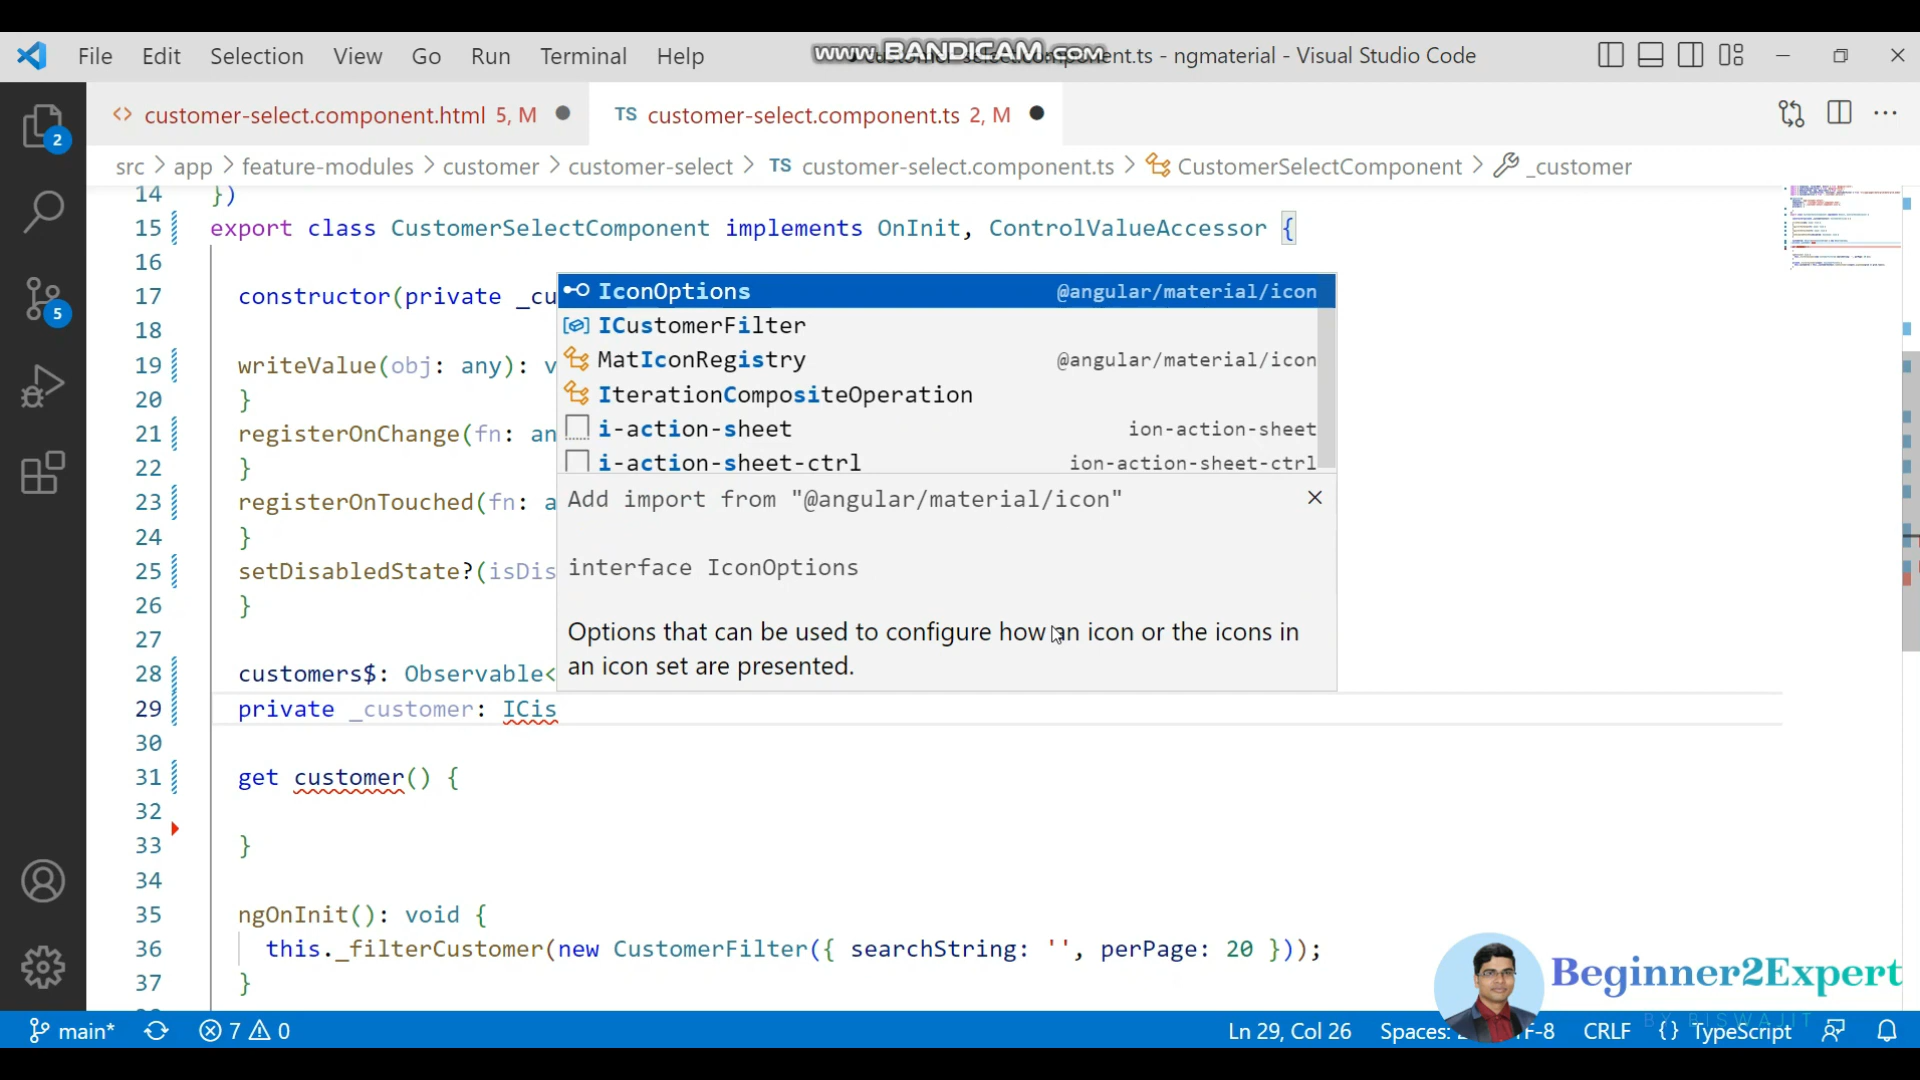 File Edit Selection View Go Run Terminal Help www.BANDICAM.com ent.ts - ngmaterial - Visual Studio Code
customer-select.component.html 5, M TS customer-select.component.ts 2, M
src > app > feature-modules > customer > customer-select > TS customer-select.component.ts > CustomerSelectComponent > _customer
14 })
15 export class CustomerSelectComponent implements OnInit, ControlValueAccessor {
16
17 constructor(private _cu
18
19 writeValue(obj: any): v
20 }
21 registerOnChange(fn: an
22 }
23 registerOnTouched(fn: a
24 }
25 setDisabledState?(isDis
26 }
27
28 customers$: Observable<
29 private _customer: ICis
30
31 get customer() {
32
33 }
34
35 ngOnInit(): void {
36 this._filterCustomer(new CustomerFilter({ searchString: '', perPage: 20 }));
37 }
IconOptions @angular/material/icon
ICustomerFilter
MatIconRegistry @angular/material/icon
IterationCompositeOperation
i-action-sheet ion-action-sheet
i-action-sheet-ctrl ion-action-sheet-ctrl
Add import from "@angular/material/icon"
interface IconOptions
Options that can be used to configure how an icon or the icons in
an icon set are presented.
2
5
Beginner2Expert
BY BISWAJIT
main* 7 0 Ln 29, Col 26 Spaces: F-8 CRLF {} TypeScript